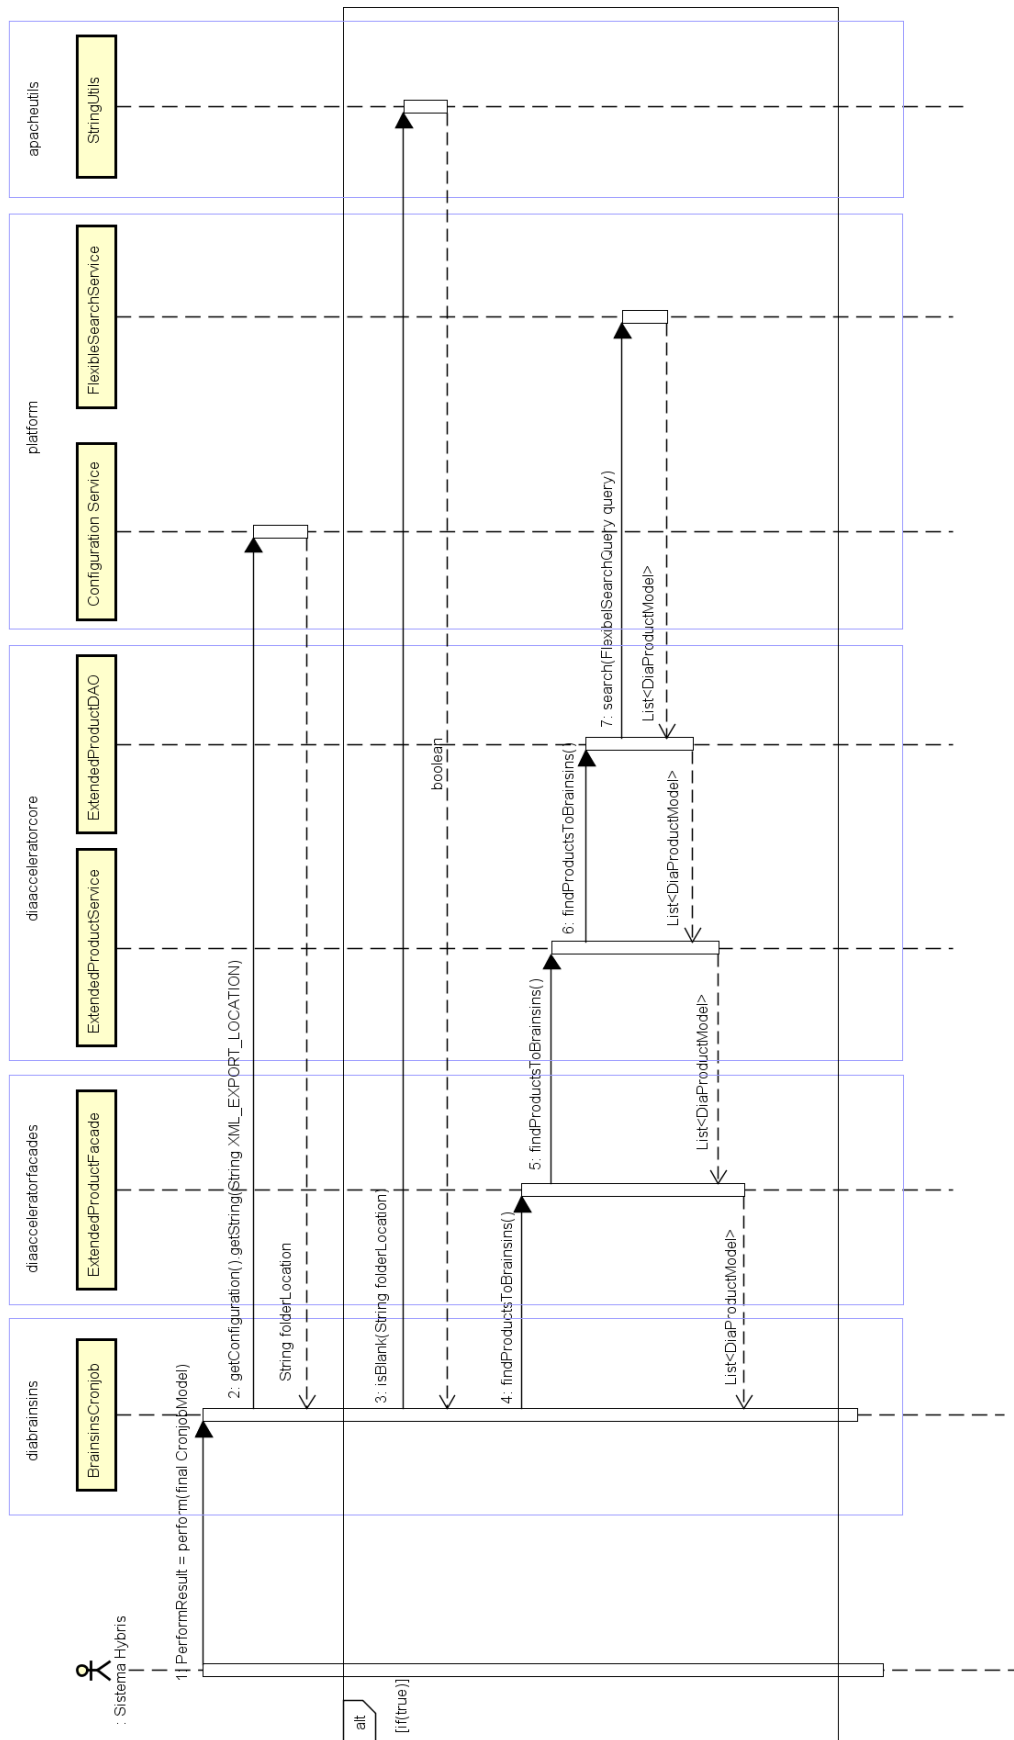 : Sistema Hybris
diabrainsins
diaacceleratorfacades
diaacceleratorcore
platform
apacheutils
BrainsinsCronjob
ExtendedProductFacade
ExtendedProductService
ExtendedProductDAO
Configuration Service
FlexibleSearchService
StringUtils
1: PerformResult = perform(final CronjobModel)
2: getConfiguration().getString(String XML_EXPORT_LOCATION)
String folderLocation
alt
[if(true)]
3: isBlank(String folderLocation)
boolean
4: findProductsToBrainsins()
5: findProductsToBrainsins()
6: findProductsToBrainsins()
7: search(FlexibelSearchQuery query)
List<DiaProductModel>
List<DiaProductModel>
List<DiaProductModel>
List<DiaProductModel>